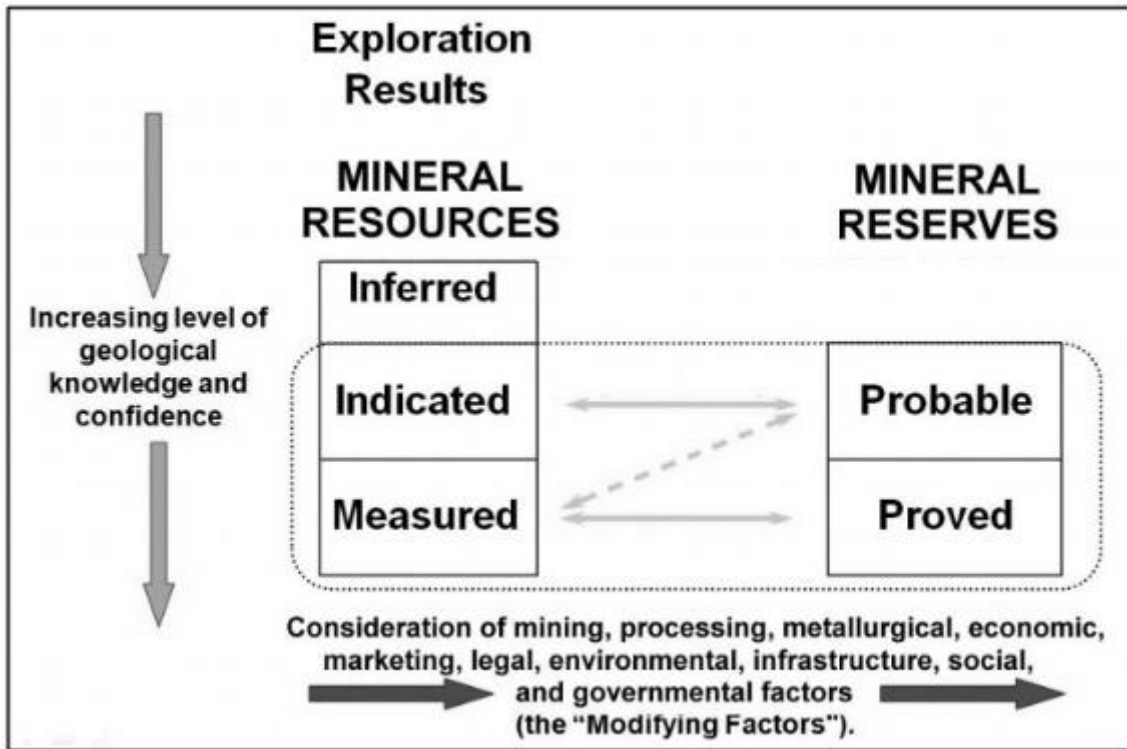 Exploration
Results
MINERAL
RESOURCES
MINERAL
RESERVES
Inferred
Increasing level of
geological
knowledge and
confidence
Indicated
Probable
Measured
Proved
Consideration of mining, processing, metallurgical, economic,
marketing, legal, environmental, infrastructure, social,
and governmental factors
(the “Modifying Factors").